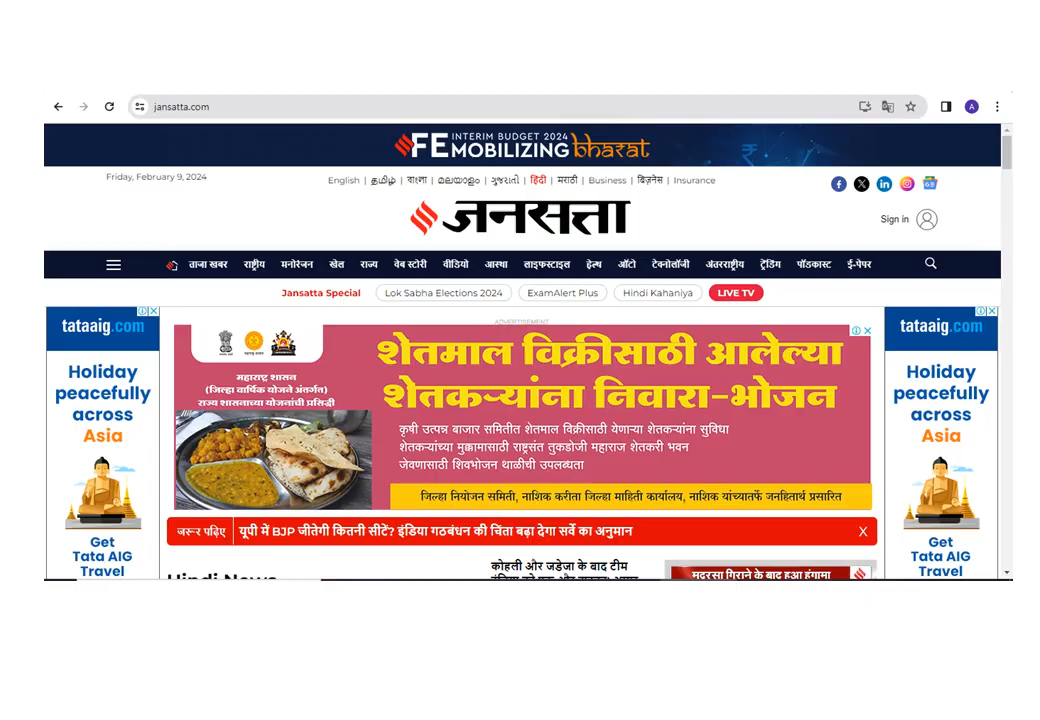 jansatta.com
FE INTERIM BUDGET 2024 MOBILIZING bharat
Friday, February 9, 2024
English | தமிழ் | বাংলা | മലയാളം | ગુજરાતી | हिंदी | मराठी | Business | बिज़नेस | Insurance
जनसत्ता
Sign in
ताजा खबर राष्ट्रीय मनोरंजन खेल राज्य वेब स्टोरी वीडियो आस्था लाइफस्टाइल हेल्थ ऑटो टेक्नोलॉजी अंतरराष्ट्रीय ट्रेंडिंग पॉडकास्ट ई-पेपर
Jansatta Special Lok Sabha Elections 2024 ExamAlert Plus Hindi Kahaniya LIVE TV
ADVERTISEMENT
tataaig.com
Holiday
peacefully
across
Asia
Get
Tata AIG
Travel
महाराष्ट्र शासन
(जिल्हा वार्षिक योजने अंतर्गत)
राज्य शासनाच्या योजनांची प्रसिद्धी
शेतमाल विक्रीसाठी आलेल्या
शेतकऱ्यांना निवारा-भोजन
कृषी उत्पन्न बाजार समितीत शेतमाल विक्रीसाठी येणाऱ्या शेतकऱ्यांना सुविधा
शेतकऱ्यांच्या मुक्कामासाठी राष्ट्रसंत तुकडोजी महाराज शेतकरी भवन
जेवणासाठी शिवभोजन थाळीची उपलब्धता
जिल्हा नियोजन समिती, नाशिक करीता जिल्हा माहिती कार्यालय, नाशिक यांच्यातर्फे जनहितार्थ प्रसारित
tataaig.com
Holiday
peacefully
across
Asia
Get
Tata AIG
Travel
जरूर पढ़िए यूपी में BJP जीतेगी कितनी सीटें? इंडिया गठबंधन की चिंता बढ़ा देगा सर्वे का अनुमान X
Hindi News
कोहली और जडेजा के बाद टीम
मदरसा गिराने के बाद हुआ हंगामा